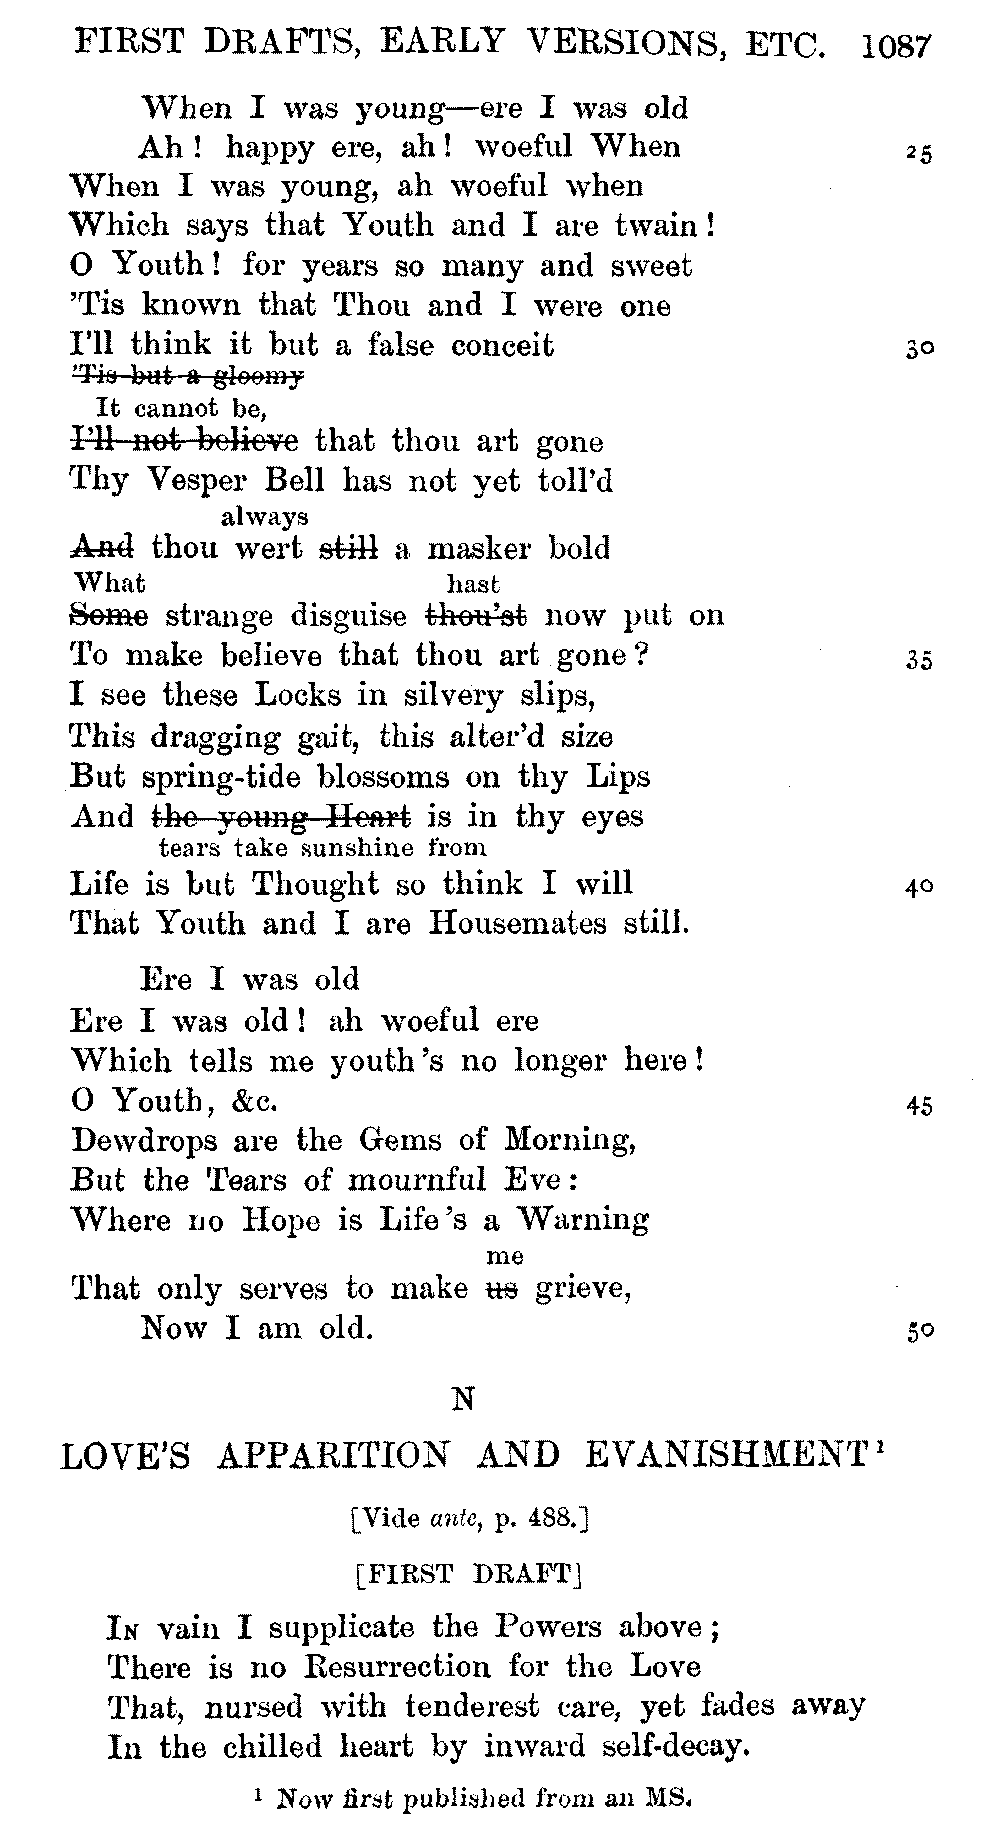 FIRST DRAFTS, EARLY VERSIONS, ETC. 1087
When I was young—ere I was old
Ah! happy ere, ah! woeful When 25
When I was young, ah woeful when
Which says that Youth and I are twain!
O Youth! for years so many and sweet
'Tis known that Thou and I were one
I'll think it but a false conceit 30
'Tis but a gloomy
It cannot be,
I'll not believe that thou art gone
Thy Vesper Bell has not yet toll'd
always
And thou wert still a masker bold
What hast
Some strange disguise thou'st now put on
To make believe that thou art gone? 35
I see these Locks in silvery slips,
This dragging gait, this alter'd size
But spring-tide blossoms on thy Lips
And the young Heart is in thy eyes
tears take sunshine from
Life is but Thought so think I will 40
That Youth and I are Housemates still.
Ere I was old
Ere I was old! ah woeful ere
Which tells me youth's no longer here!
O Youth, &c. 45
Dewdrops are the Gems of Morning,
But the Tears of mournful Eve:
Where no Hope is Life's a Warning
me
That only serves to make us grieve,
Now I am old. 50
N
LOVE'S APPARITION AND EVANISHMENT¹
[Vide ante, p. 488.]
[FIRST DRAFT]
IN vain I supplicate the Powers above;
There is no Resurrection for the Love
That, nursed with tenderest care, yet fades away
In the chilled heart by inward self-decay.
¹ Now first published from an MS.